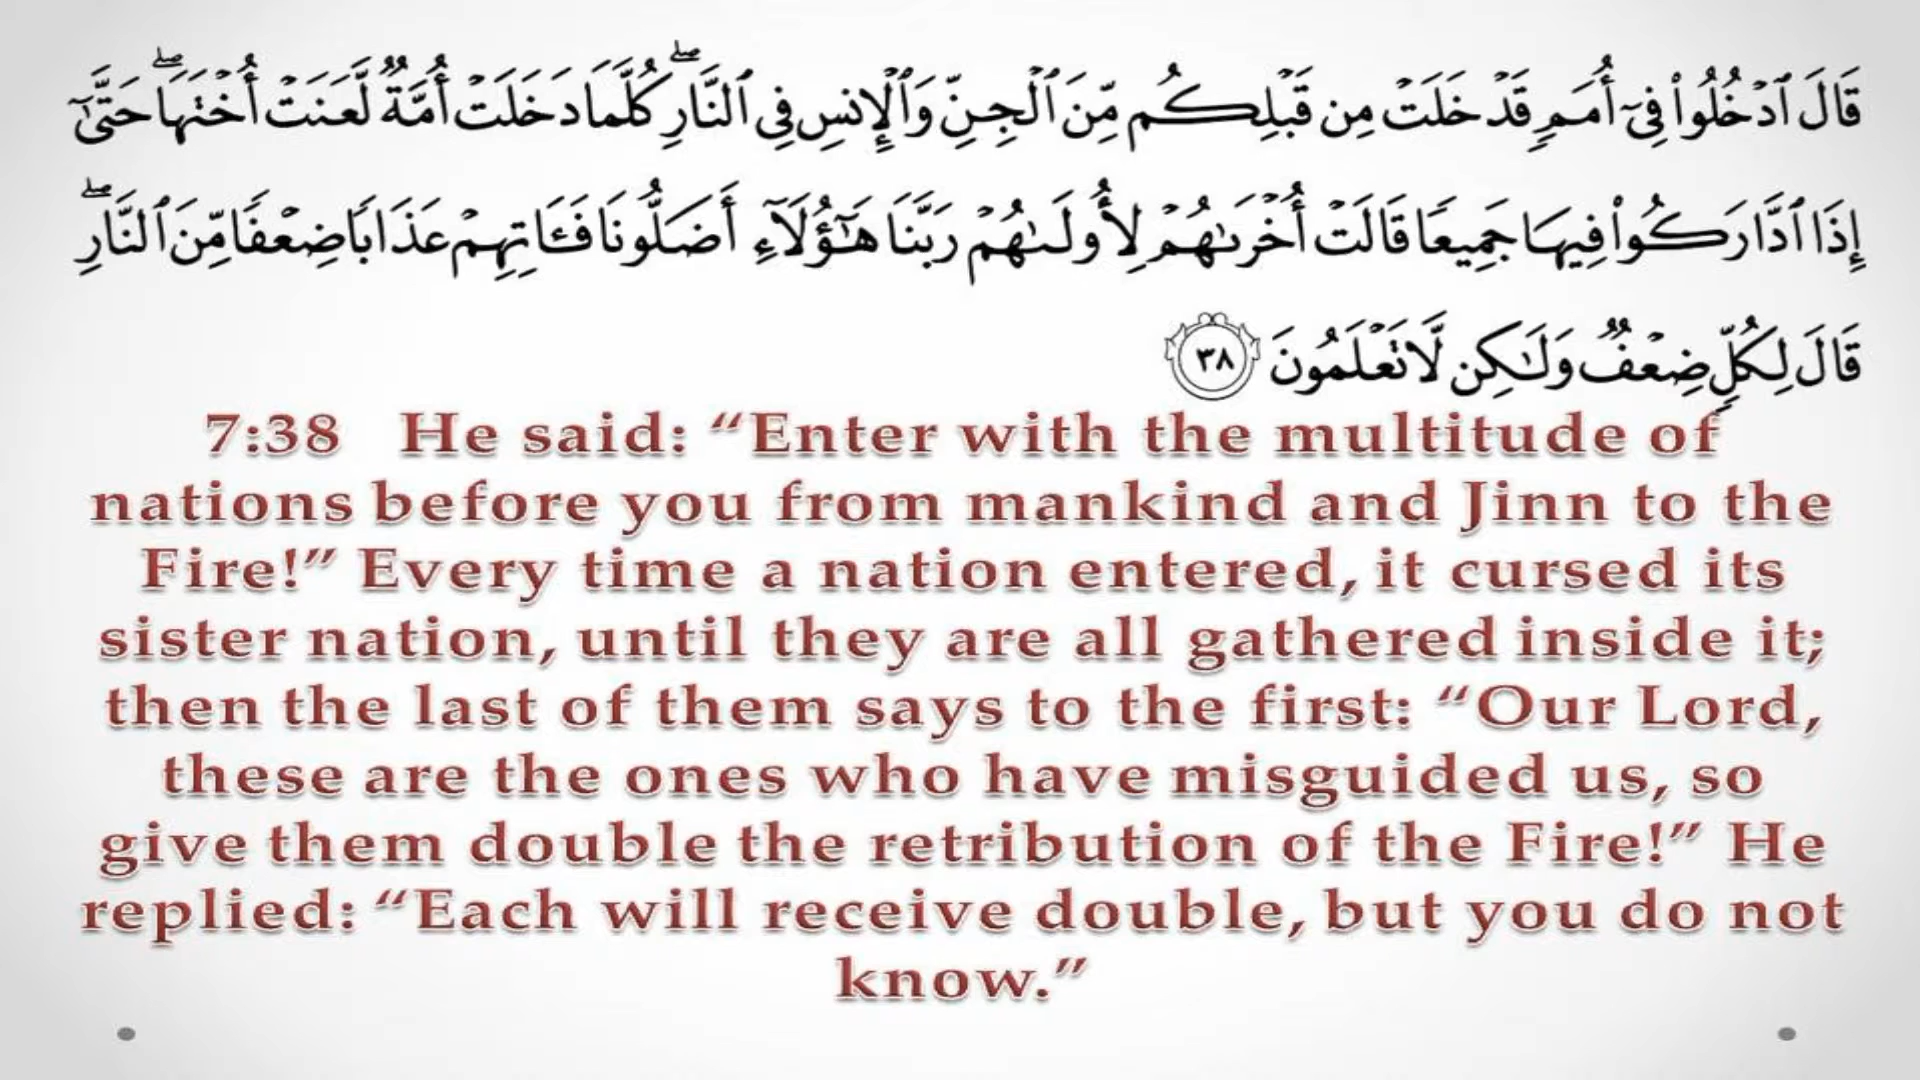 قَالَ ٱدۡخُلُواْ فِىٓ أُمَمٍ۬ قَدۡ خَلَتۡ مِن قَبۡلِڪُم مِّنَ ٱلۡجِنِّ وَٱلۡإِنسِ فِى ٱلنَّارِ‌ۖ كُلَّمَا دَخَلَتۡ أُمَّةٌ۬ لَّعَنَتۡ أُخۡتَہَا‌ۖ حَتَّىٰٓ
إِذَا ٱدَّارَڪُواْ فِيہَا جَمِيعً۬ا قَالَتۡ أُخۡرَٮٰهُمۡ لِأُولَٮٰهُمۡ رَبَّنَا هَـٰٓؤُلَآءِ أَضَلُّونَا فَـَٔاتِہِمۡ عَذَابً۬ا ضِعۡفً۬ا مِّنَ ٱلنَّارِ‌ۖ
قَالَ لِكُلٍّ۬ ضِعۡفٌ۬ وَلَـٰكِن لَّا تَعۡلَمُونَ ٣٨
7:38 He said: “Enter with the multitude of
nations before you from mankind and Jinn to the
Fire!” Every time a nation entered, it cursed its
sister nation, until they are all gathered inside it;
then the last of them says to the first: “Our Lord,
these are the ones who have misguided us, so
give them double the retribution of the Fire!” He
replied: “Each will receive double, but you do not
know.”